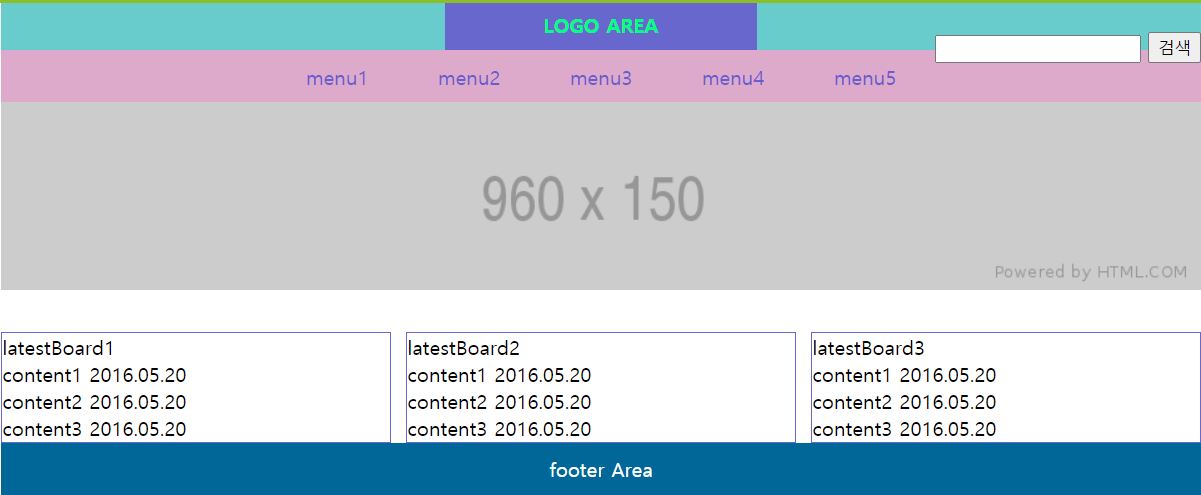 LOGO AREA
검색
menu1 menu2 menu3 menu4 menu5
960 x 150
Powered by HTML.COM
latestBoard1
content1 2016.05.20
content2 2016.05.20
content3 2016.05.20
latestBoard2
content1 2016.05.20
content2 2016.05.20
content3 2016.05.20
latestBoard3
content1 2016.05.20
content2 2016.05.20
content3 2016.05.20
footer Area